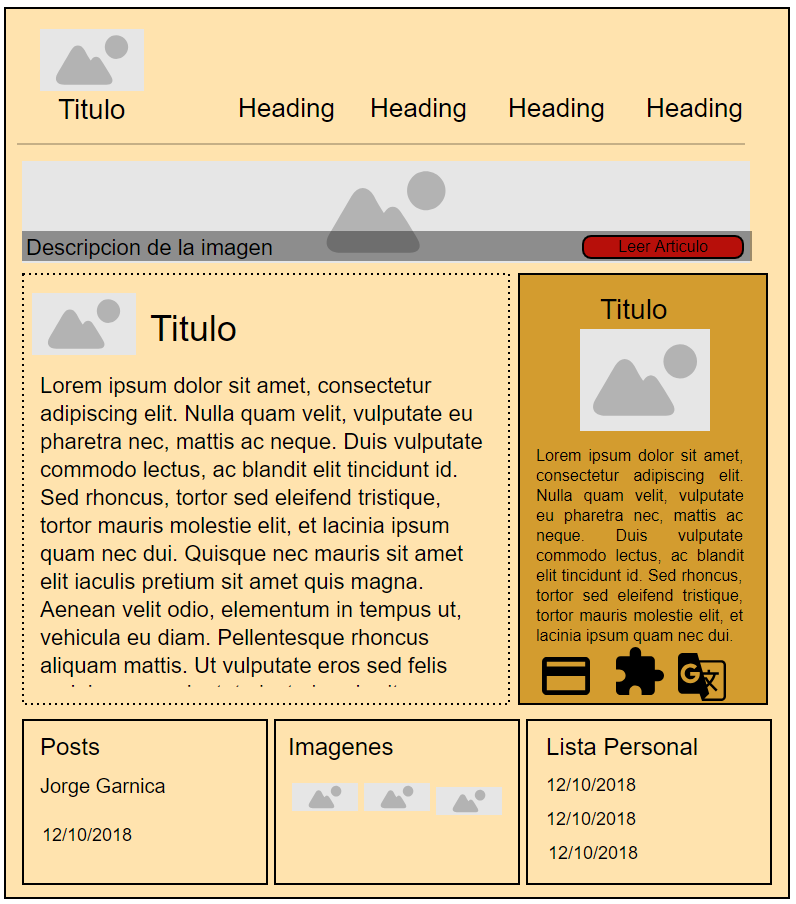 Titulo
Heading Heading Heading Heading
Descripcion de la imagen
Leer Articulo
Titulo
Lorem ipsum dolor sit amet, consectetur
adipiscing elit. Nulla quam velit, vulputate eu
pharetra nec, mattis ac neque. Duis vulputate
commodo lectus, ac blandit elit tincidunt id.
Sed rhoncus, tortor sed eleifend tristique,
tortor mauris molestie elit, et lacinia ipsum
quam nec dui. Quisque nec mauris sit amet
elit iaculis pretium sit amet quis magna.
Aenean velit odio, elementum in tempus ut,
vehicula eu diam. Pellentesque rhoncus
aliquam mattis. Ut vulputate eros sed felis
Titulo
Lorem ipsum dolor sit amet,
consectetur adipiscing elit.
Nulla quam velit, vulputate
eu pharetra nec, mattis ac
neque. Duis vulputate
commodo lectus, ac blandit
elit tincidunt id. Sed rhoncus,
tortor sed eleifend tristique,
tortor mauris molestie elit, et
lacinia ipsum quam nec dui.
G 文
Posts
Jorge Garnica
12/10/2018
Imagenes
Lista Personal
12/10/2018
12/10/2018
12/10/2018